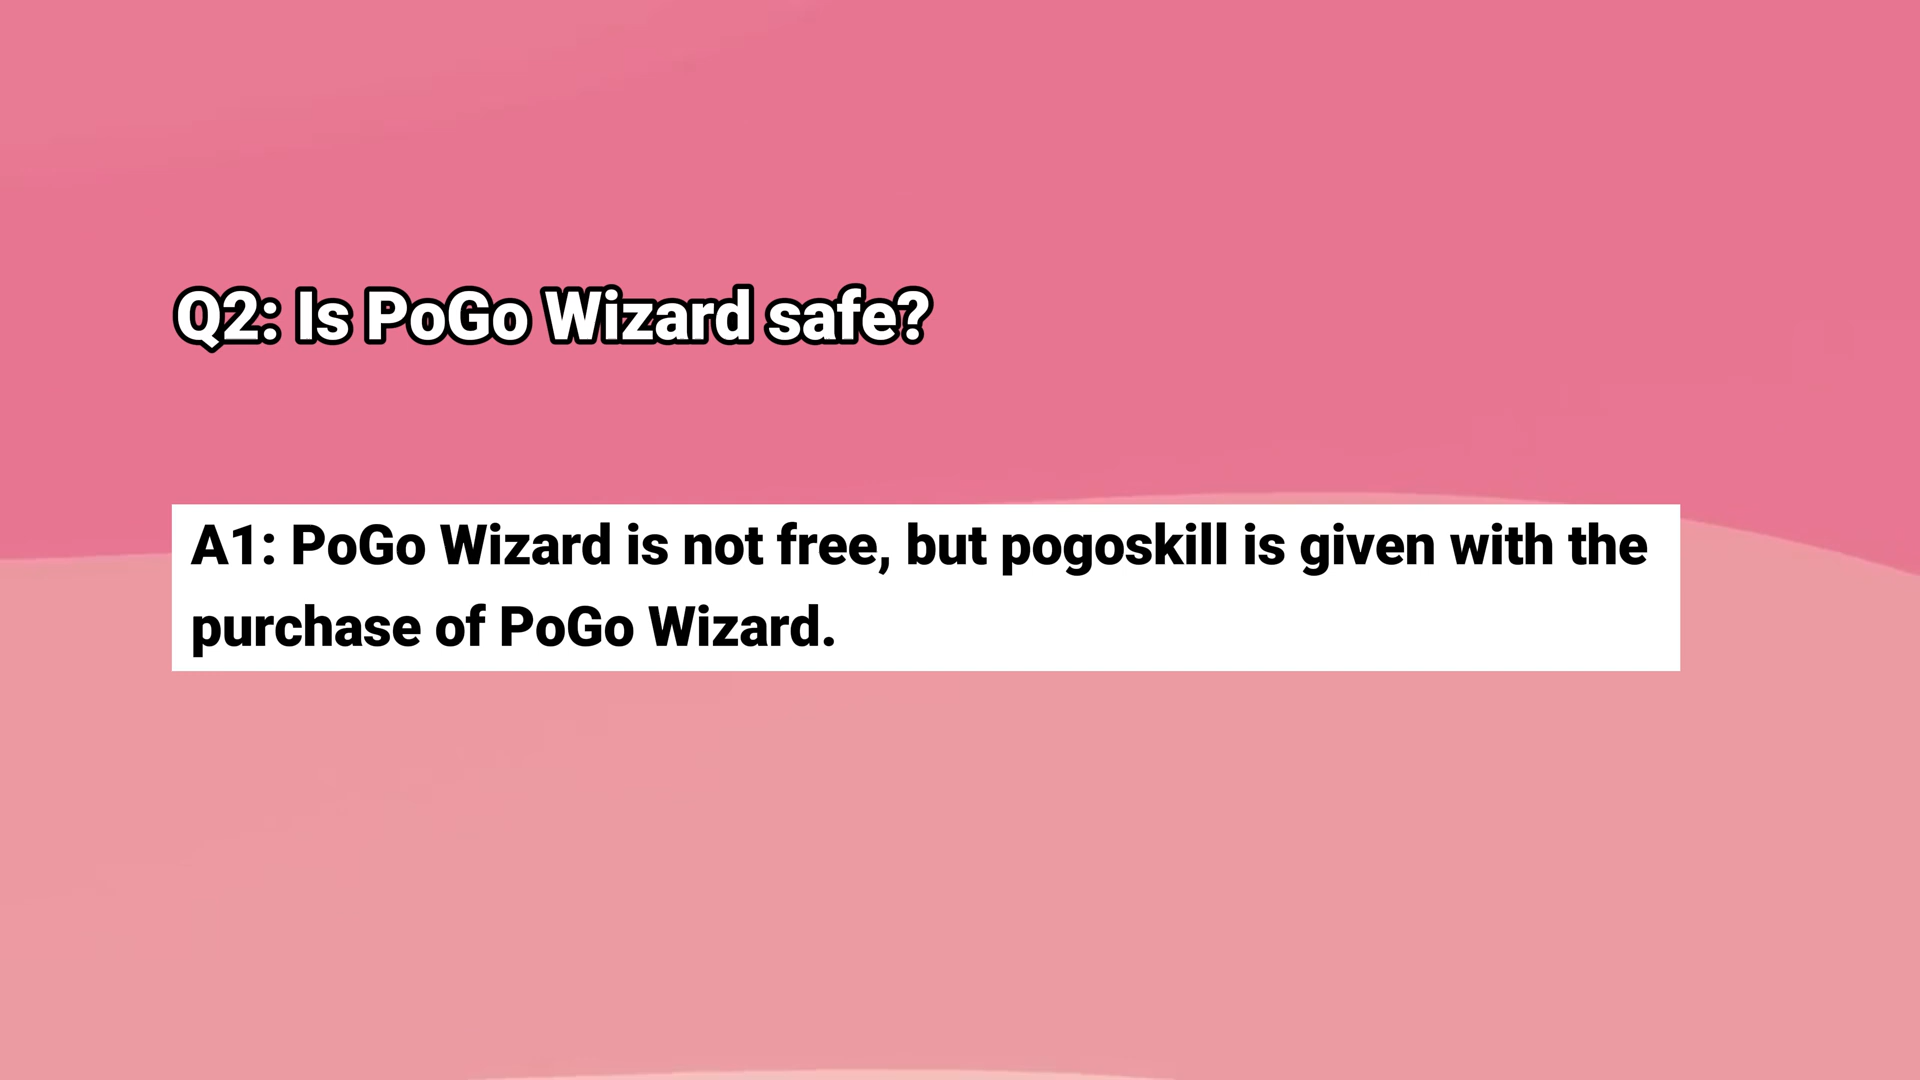 Q2: Is PoGo Wizard safe?
A1: PoGo Wizard is not free, but pogoskill is given with the
purchase of PoGo Wizard.